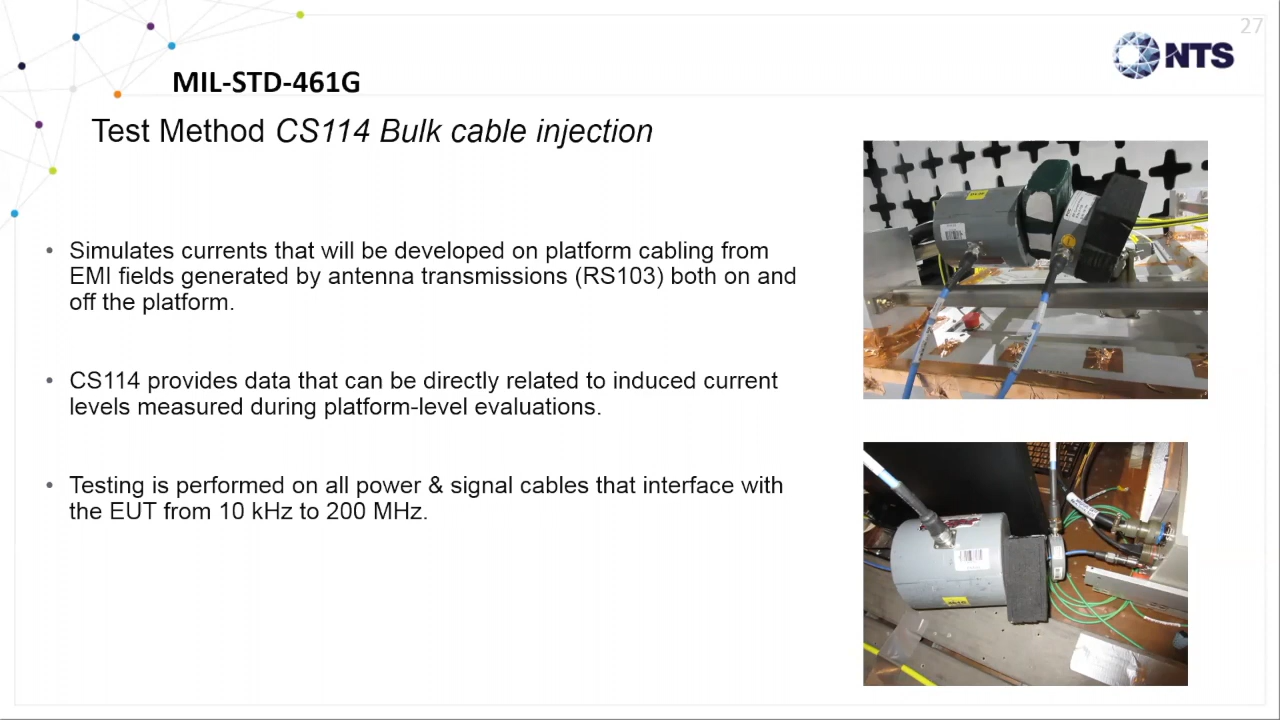 27
NTS
MIL-STD-461G
Test Method CS114 Bulk cable injection
• Simulates currents that will be developed on platform cabling from
EMI fields generated by antenna transmissions (RS103) both on and
off the platform.
• CS114 provides data that can be directly related to induced current
levels measured during platform-level evaluations.
• Testing is performed on all power & signal cables that interface with
the EUT from 10 kHz to 200 MHz.